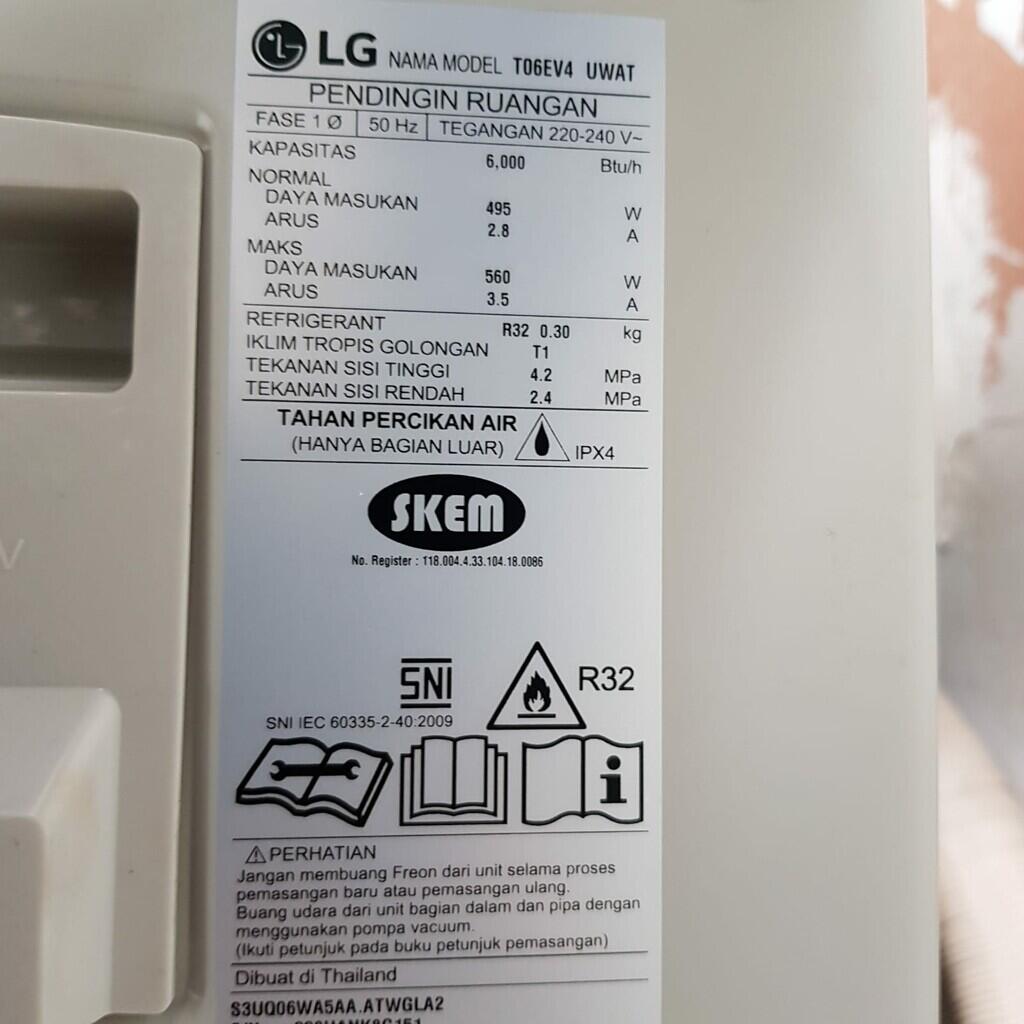 LG NAMA MODEL T06EV4 UWAT
PENDINGIN RUANGAN
FASE 1 Ø 50 Hz TEGANGAN 220-240 V~
KAPASITAS 6,000 Btu/h
NORMAL
DAYA MASUKAN 495 W
ARUS 2.8 A
MAKS
DAYA MASUKAN 560 W
ARUS 3.5 A
REFRIGERANT R32 0.30 kg
IKLIM TROPIS GOLONGAN T1
TEKANAN SISI TINGGI 4.2 MPa
TEKANAN SISI RENDAH 2.4 MPa
TAHAN PERCIKAN AIR
(HANYA BAGIAN LUAR) IPX4
SKEM
No. Register : 118.004.4.33.104.18.0086
SNI R32
SNI IEC 60335-2-40:2009
PERHATIAN
Jangan membuang Freon dari unit selama proses
pemasangan baru atau pemasangan ulang.
Buang udara dari unit bagian dalam dan pipa dengan
menggunakan pompa vacuum.
(Ikuti petunjuk pada buku petunjuk pemasangan)
Dibuat di Thailand
S3UQ06WA5AA.ATWGLA2